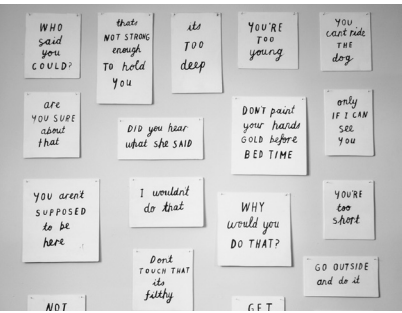 WHO
said
you
COULD?
thats
NOT STRONG
enough
TO hold
you
its
TOO
deep
YOU'RE
TOO
young
YOU
cant ride
THE
dog
are
YOU SURE
about
that
DID you hear
what she SAID
DON'T paint
your hands
GOLD before
BED TIME
only
IF I CAN
see
you
YOU aren't
SUPPOSED
to be
here
I wouldnt
do that
WHY
would you
DO THAT?
YOU'RE
too
short
Dont
TOUCH THAT
its
filthy
GO OUTSIDE
and do it
NOT
GET